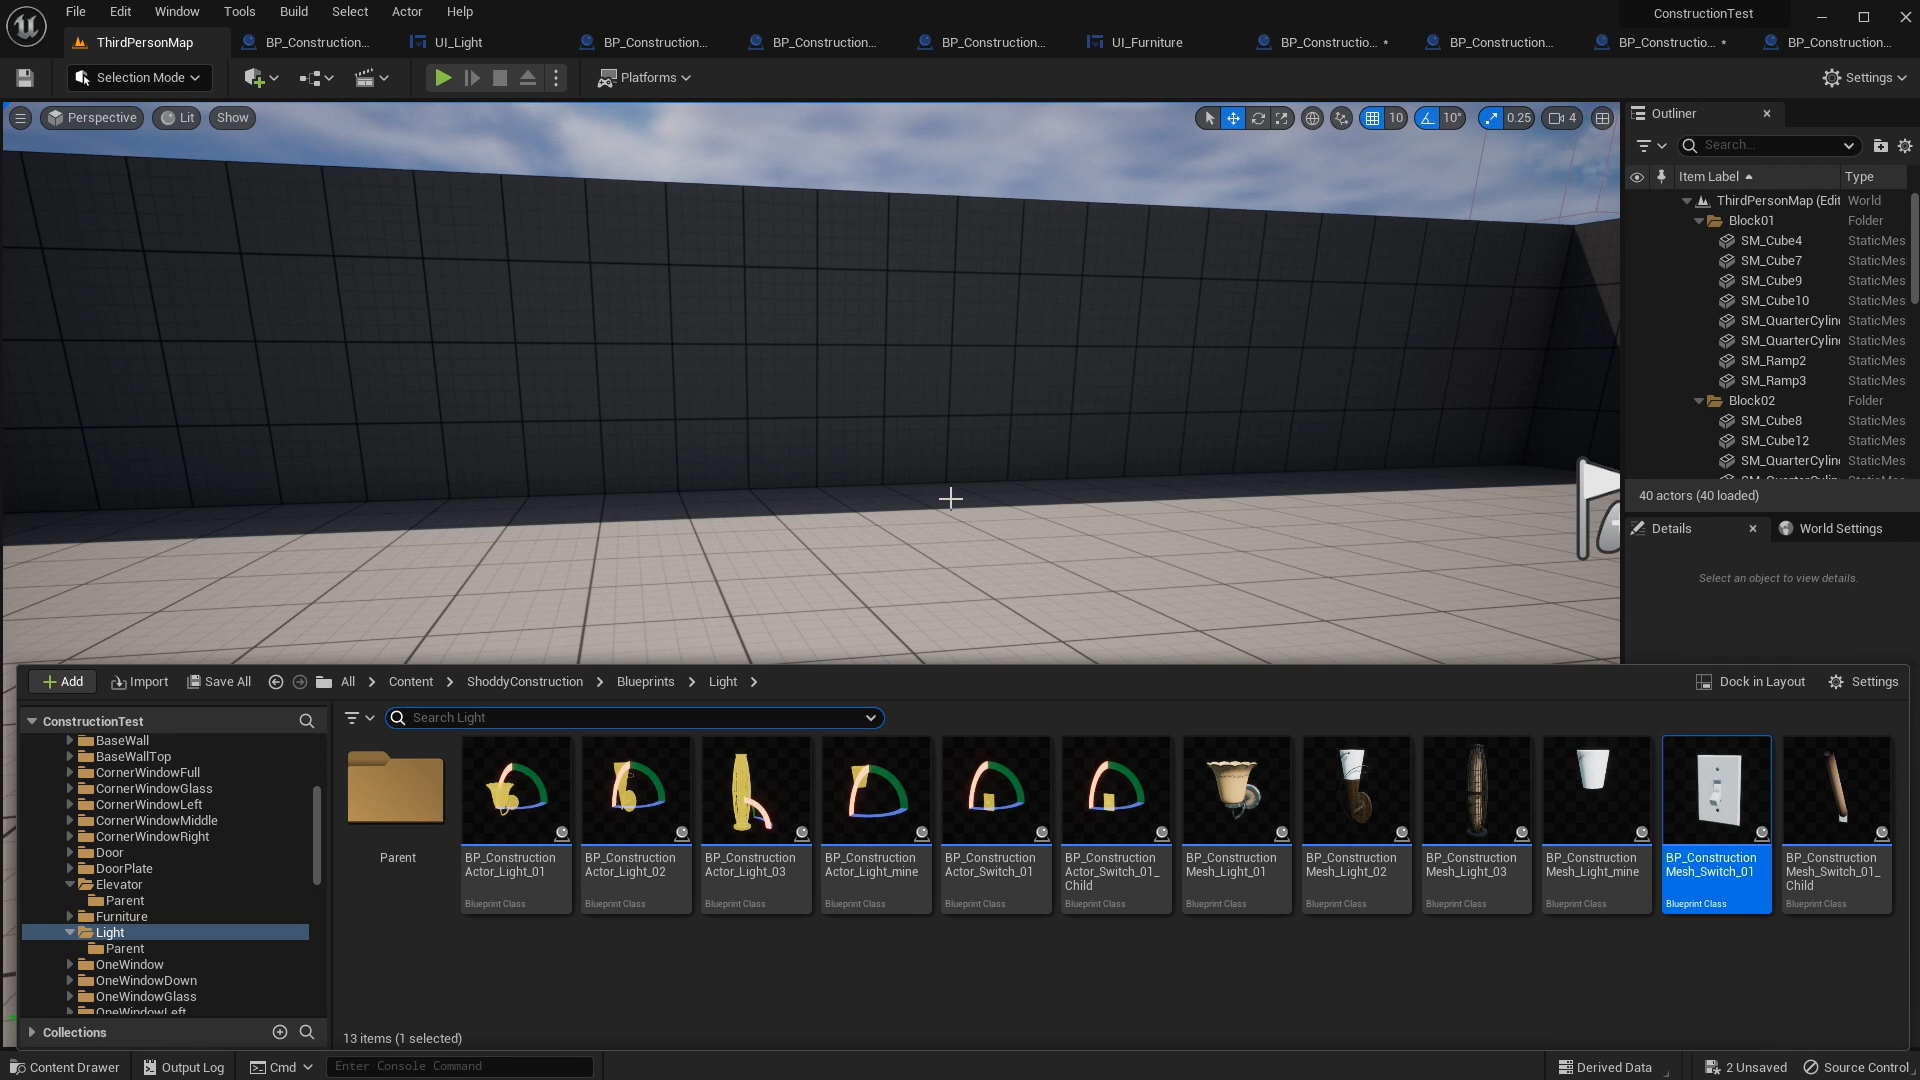 File Edit Window Tools Build Select Actor Help
ConstructionTest
ThirdPersonMap BP_Construction... UI_Light BP_Construction... BP_Construction... BP_Construction... UI_Furniture BP_Constructio... * BP_Construction... BP_Constructio... * BP_Construction...
Selection Mode Platforms Settings
Perspective Lit Show 10 10° 0.25 4
Outliner
Search...
Item Label Type
ThirdPersonMap (Edit World
Block01 Folder
SM_Cube4 StaticMes
SM_Cube7 StaticMes
SM_Cube9 StaticMes
SM_Cube10 StaticMes
SM_QuarterCylin StaticMes
SM_QuarterCylin StaticMes
SM_Ramp2 StaticMes
SM_Ramp3 StaticMes
Block02 Folder
SM_Cube8 StaticMes
SM_Cube12 StaticMes
SM_QuarterCylin StaticMes
40 actors (40 loaded)
Details World Settings
Select an object to view details.
Add Import Save All All Content ShoddyConstruction Blueprints Light Dock in Layout Settings
ConstructionTest
Search Light
BaseWall
BaseWallTop
CornerWindowFull
CornerWindowGlass
CornerWindowLeft
CornerWindowMiddle
CornerWindowRight
Door
DoorPlate
Elevator
Parent
Furniture
Light
Parent
OneWindow
OneWindowDown
OneWindowGlass
OneWindowLeft
Collections
Parent
BP_Construction
Actor_Light_01
Blueprint Class
BP_Construction
Actor_Light_02
Blueprint Class
BP_Construction
Actor_Light_03
Blueprint Class
BP_Construction
Actor_Light_mine
Blueprint Class
BP_Construction
Actor_Switch_01
Blueprint Class
BP_Construction
Actor_Switch_01_
Child
Blueprint Class
BP_Construction
Mesh_Light_01
Blueprint Class
BP_Construction
Mesh_Light_02
Blueprint Class
BP_Construction
Mesh_Light_03
Blueprint Class
BP_Construction
Mesh_Light_mine
Blueprint Class
BP_Construction
Mesh_Switch_01
Blueprint Class
BP_Construction
Mesh_Switch_01_
Child
Blueprint Class
13 items (1 selected)
Content Drawer Output Log Cmd Enter Console Command Derived Data 2 Unsaved Source Control